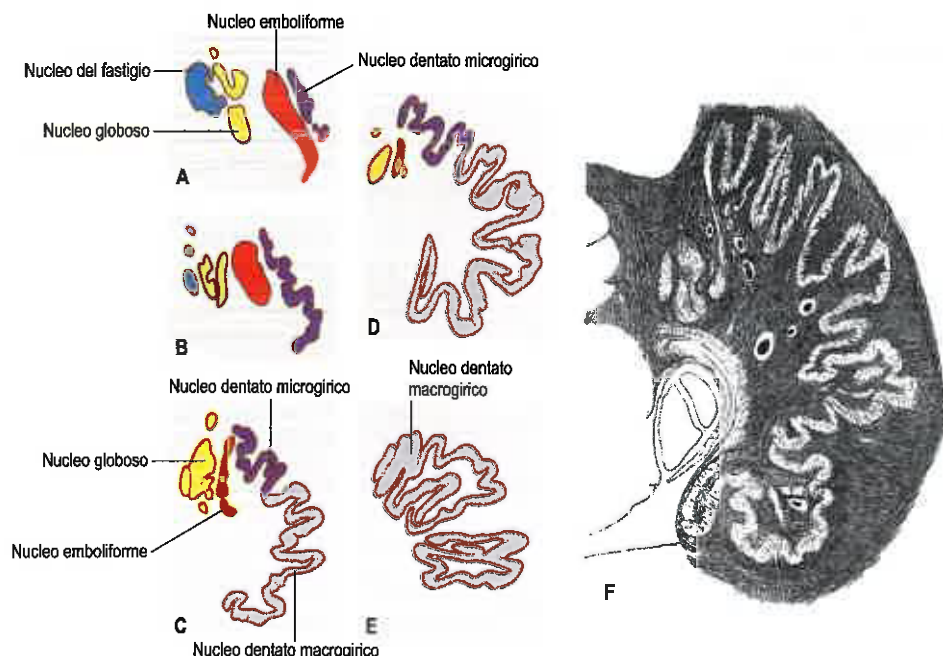 Nucleo emboliforme
Nucleo del fastigio
Nucleo dentato microgirico
Nucleo globoso
A
B
D
Nucleo dentato microgirico
Nucleo dentato
macrogirico
Nucleo globoso
Nucleo emboliforme
C
E
F
Nucleo dentato macrogirico